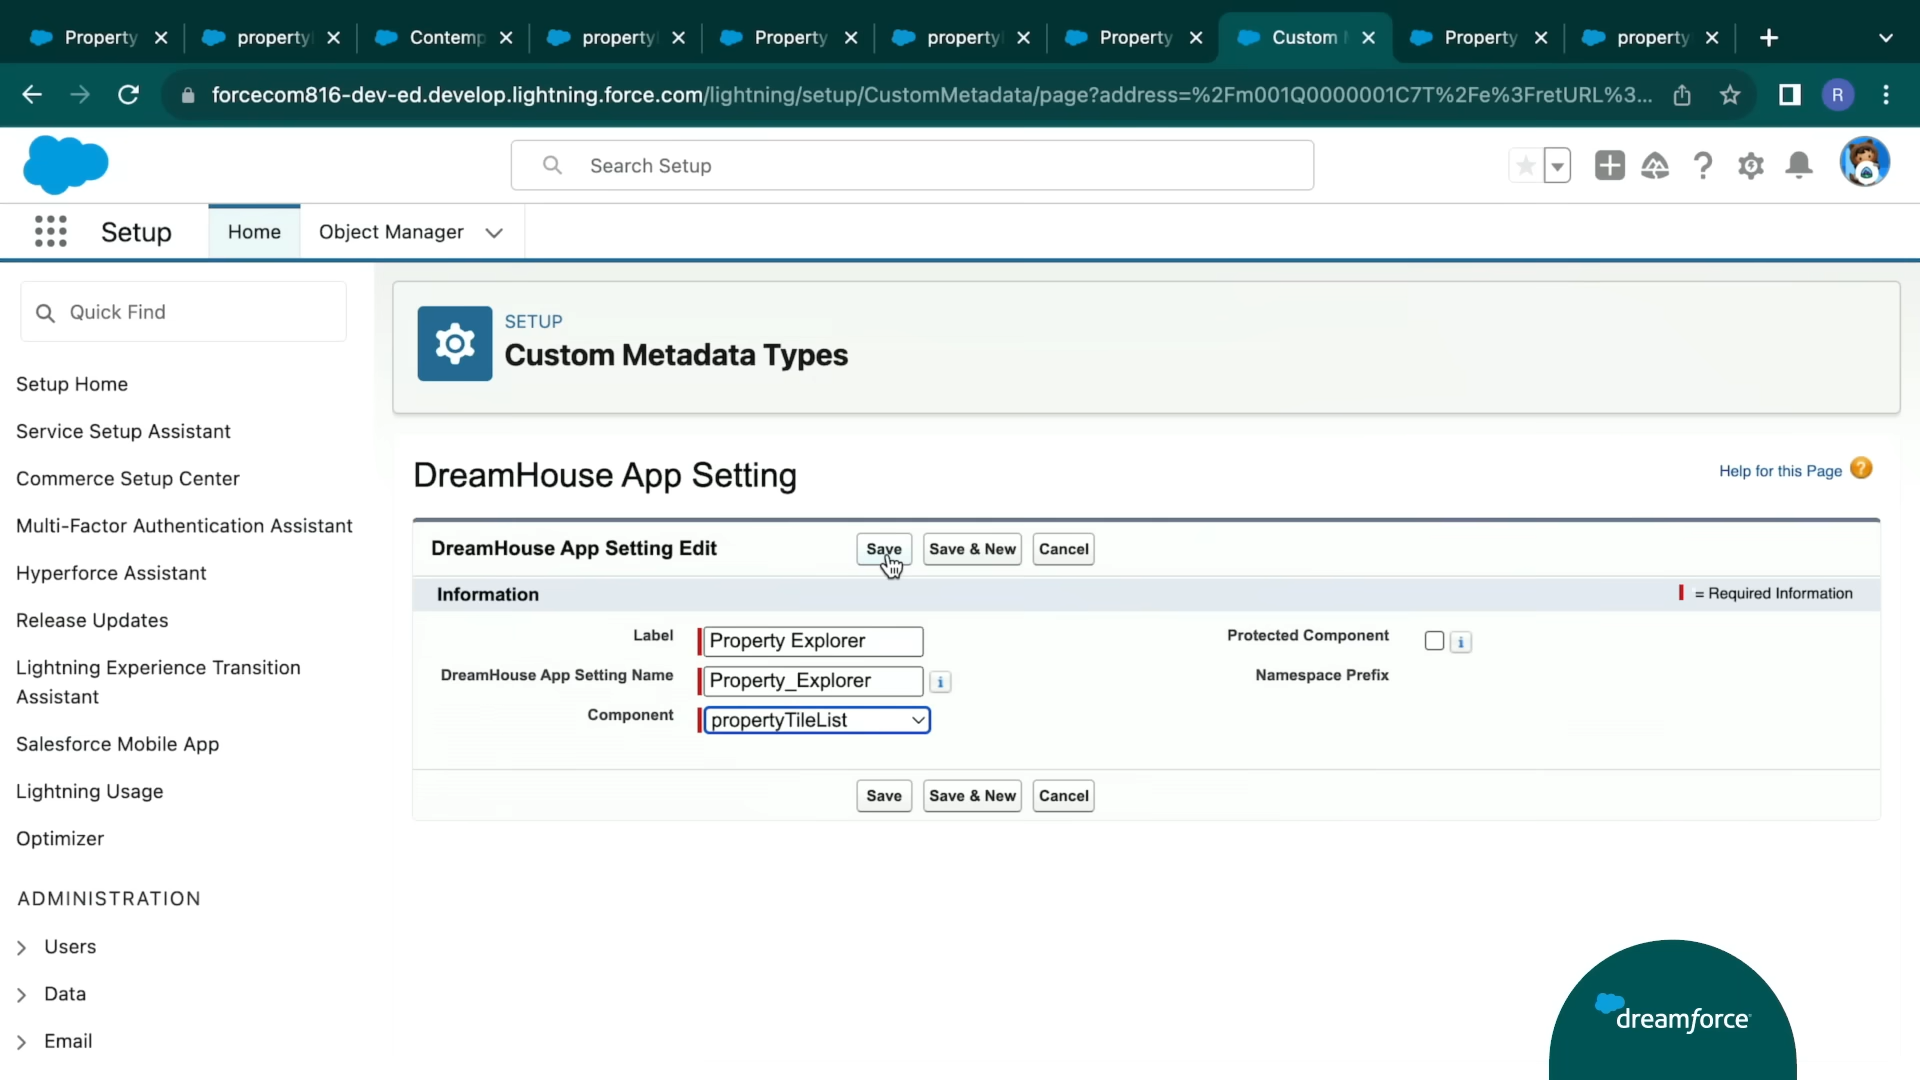 Property
property
Contemp
property
Property
property
Property
Custom
Property
property
forcecom816-dev-ed.develop.lightning.force.com/lightning/setup/CustomMetadata/page?address=%2Fm001Q0000001C7T%2Fe%3FretURL%3...
R
Search Setup
Setup
Home
Object Manager
Quick Find
Setup Home
Service Setup Assistant
Commerce Setup Center
Multi-Factor Authentication Assistant
Hyperforce Assistant
Release Updates
Lightning Experience Transition
Assistant
Salesforce Mobile App
Lightning Usage
Optimizer
ADMINISTRATION
Users
Data
Email
SETUP
Custom Metadata Types
DreamHouse App Setting
Help for this Page
DreamHouse App Setting Edit
Save
Save & New
Cancel
Information
= Required Information
Label
Property Explorer
Protected Component
DreamHouse App Setting Name
Property_Explorer
Namespace Prefix
Component
propertyTileList
Save
Save & New
Cancel
dreamforce